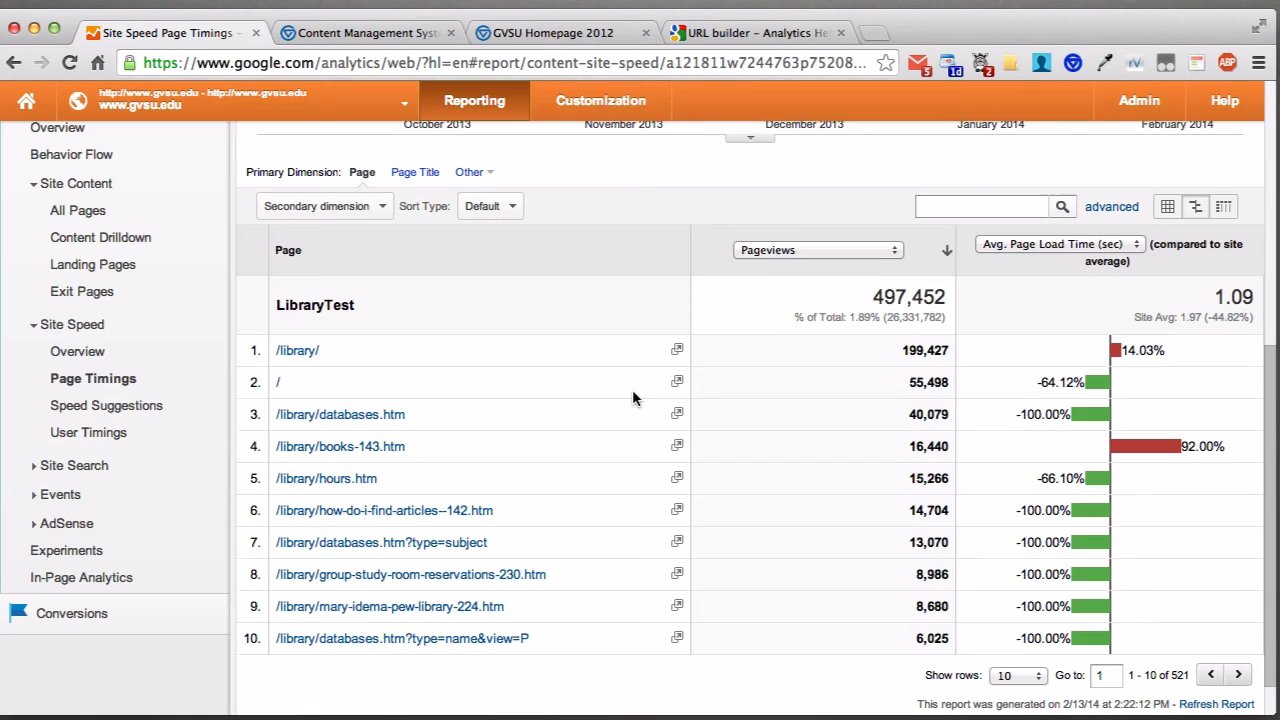 Site Speed Page Timings –
Content Management Syst
GVSU Homepage 2012
URL builder – Analytics He
https://www.google.com/analytics/web/?hl=en#report/content-site-speed/a121811w7244763p75208...
5
1d
2
ABP
http://www.gvsu.edu - http://www.gvsu.edu
www.gvsu.edu
Reporting
Customization
Admin
Help
Overview
Behavior Flow
Site Content
All Pages
Content Drilldown
Landing Pages
Exit Pages
Site Speed
Overview
Page Timings
Speed Suggestions
User Timings
Site Search
Events
AdSense
Experiments
In-Page Analytics
Conversions
October 2013 November 2013 December 2013 January 2014 February 2014
Primary Dimension: Page Page Title Other
Secondary dimension Sort Type: Default advanced
Page Pageviews Avg. Page Load Time (sec) (compared to site
average)
LibraryTest 497,452 1.09
% of Total: 1.89% (26,331,782) Site Avg: 1.97 (-44.82%)
1. /library/ 199,427 14.03%
2. / 55,498 -64.12%
3. /library/databases.htm 40,079 -100.00%
4. /library/books-143.htm 16,440 92.00%
5. /library/hours.htm 15,266 -66.10%
6. /library/how-do-i-find-articles--142.htm 14,704 -100.00%
7. /library/databases.htm?type=subject 13,070 -100.00%
8. /library/group-study-room-reservations-230.htm 8,986 -100.00%
9. /library/mary-idema-pew-library-224.htm 8,680 -100.00%
10. /library/databases.htm?type=name&view=P 6,025 -100.00%
Show rows: 10 Go to: 1 1 - 10 of 521
This report was generated on 2/13/14 at 2:22:12 PM - Refresh Report